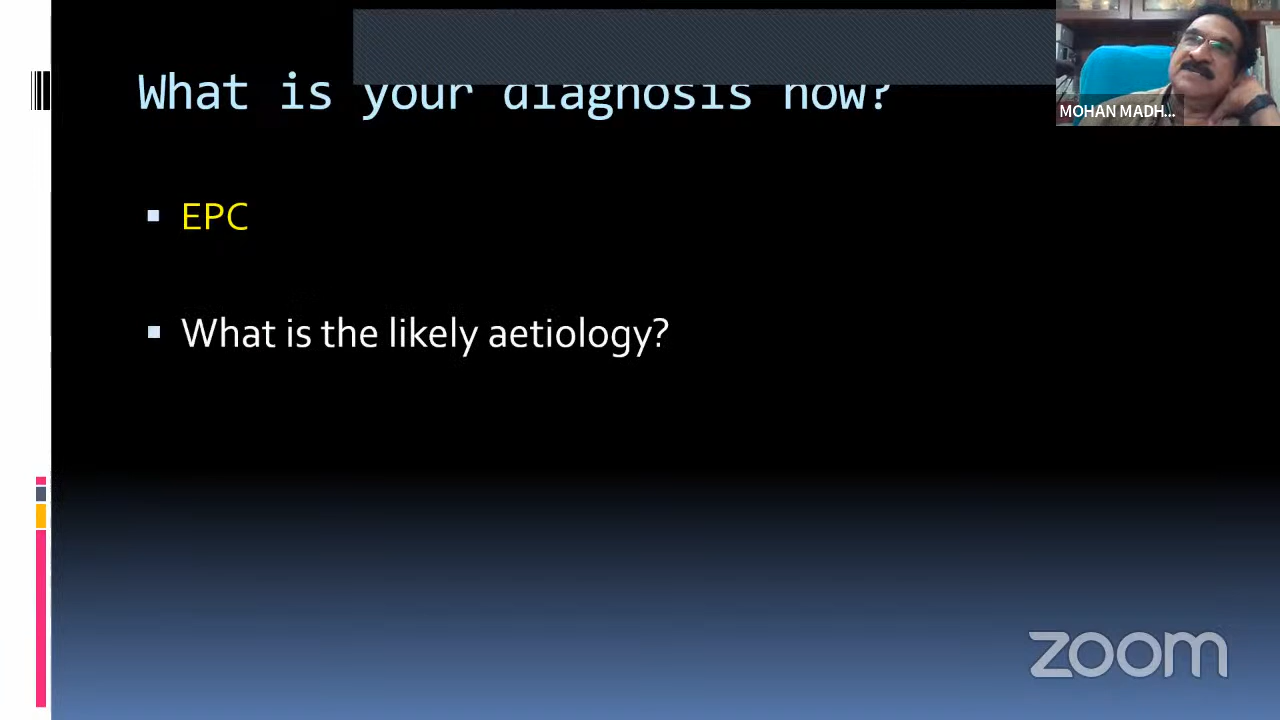 What is your diagnosis now?
MOHAN MADH...
EPC
What is the likely aetiology?
zoom